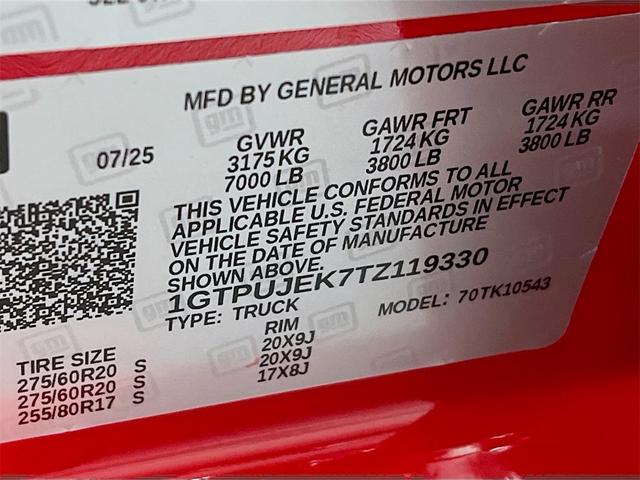 MFD BY GENERAL MOTORS LLC
07/25
GVWR
3175 KG
7000 LB
GAWR FRT
1724 KG
3800 LB
GAWR RR
1724 KG
3800 LB
THIS VEHICLE CONFORMS TO ALL
APPLICABLE U.S. FEDERAL MOTOR
VEHICLE SAFETY STANDARDS IN EFFECT
ON THE DATE OF MANUFACTURE
SHOWN ABOVE.
1GTPUJEK7TZ119330
TYPE: TRUCK
MODEL: 70TK10543
TIRE SIZE
RIM
275/60R20 S
20X9J
275/60R20 S
20X9J
255/80R17 S
17X8J
gm